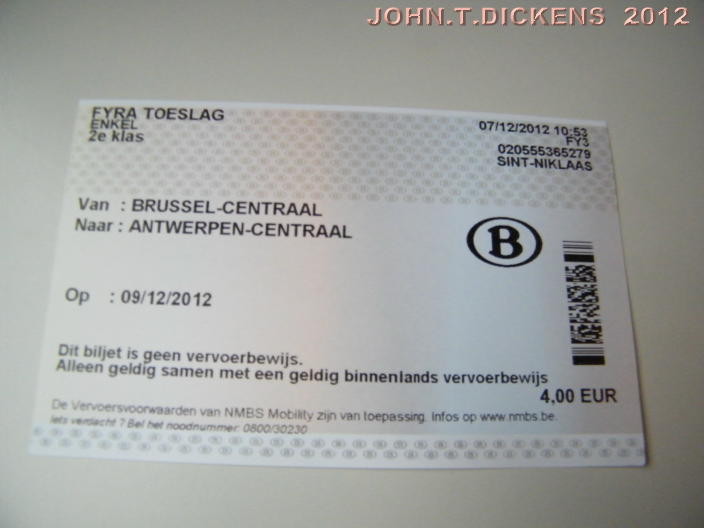 JOHN.T.DICKENS 2012
FYRA TOESLAG
ENKEL
2e klas
07/12/2012 10:53
FY3
020555365279
SINT-NIKLAAS
Van : BRUSSEL-CENTRAAL
Naar : ANTWERPEN-CENTRAAL
B
Op : 09/12/2012
Dit biljet is geen vervoerbewijs.
Alleen geldig samen met een geldig binnenlands vervoerbewijs
4,00 EUR
De Vervoersvoorwaarden van NMBS Mobility zijn van toepassing. Infos op www.nmbs.be.
Iets verdacht ? Bel het noodnummer: 0800/30230